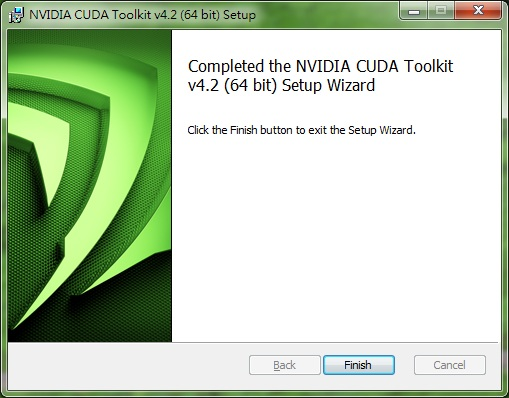 NVIDIA CUDA Toolkit v4.2 (64 bit) Setup
Completed the NVIDIA CUDA Toolkit
v4.2 (64 bit) Setup Wizard
Click the Finish button to exit the Setup Wizard.
Back Finish Cancel